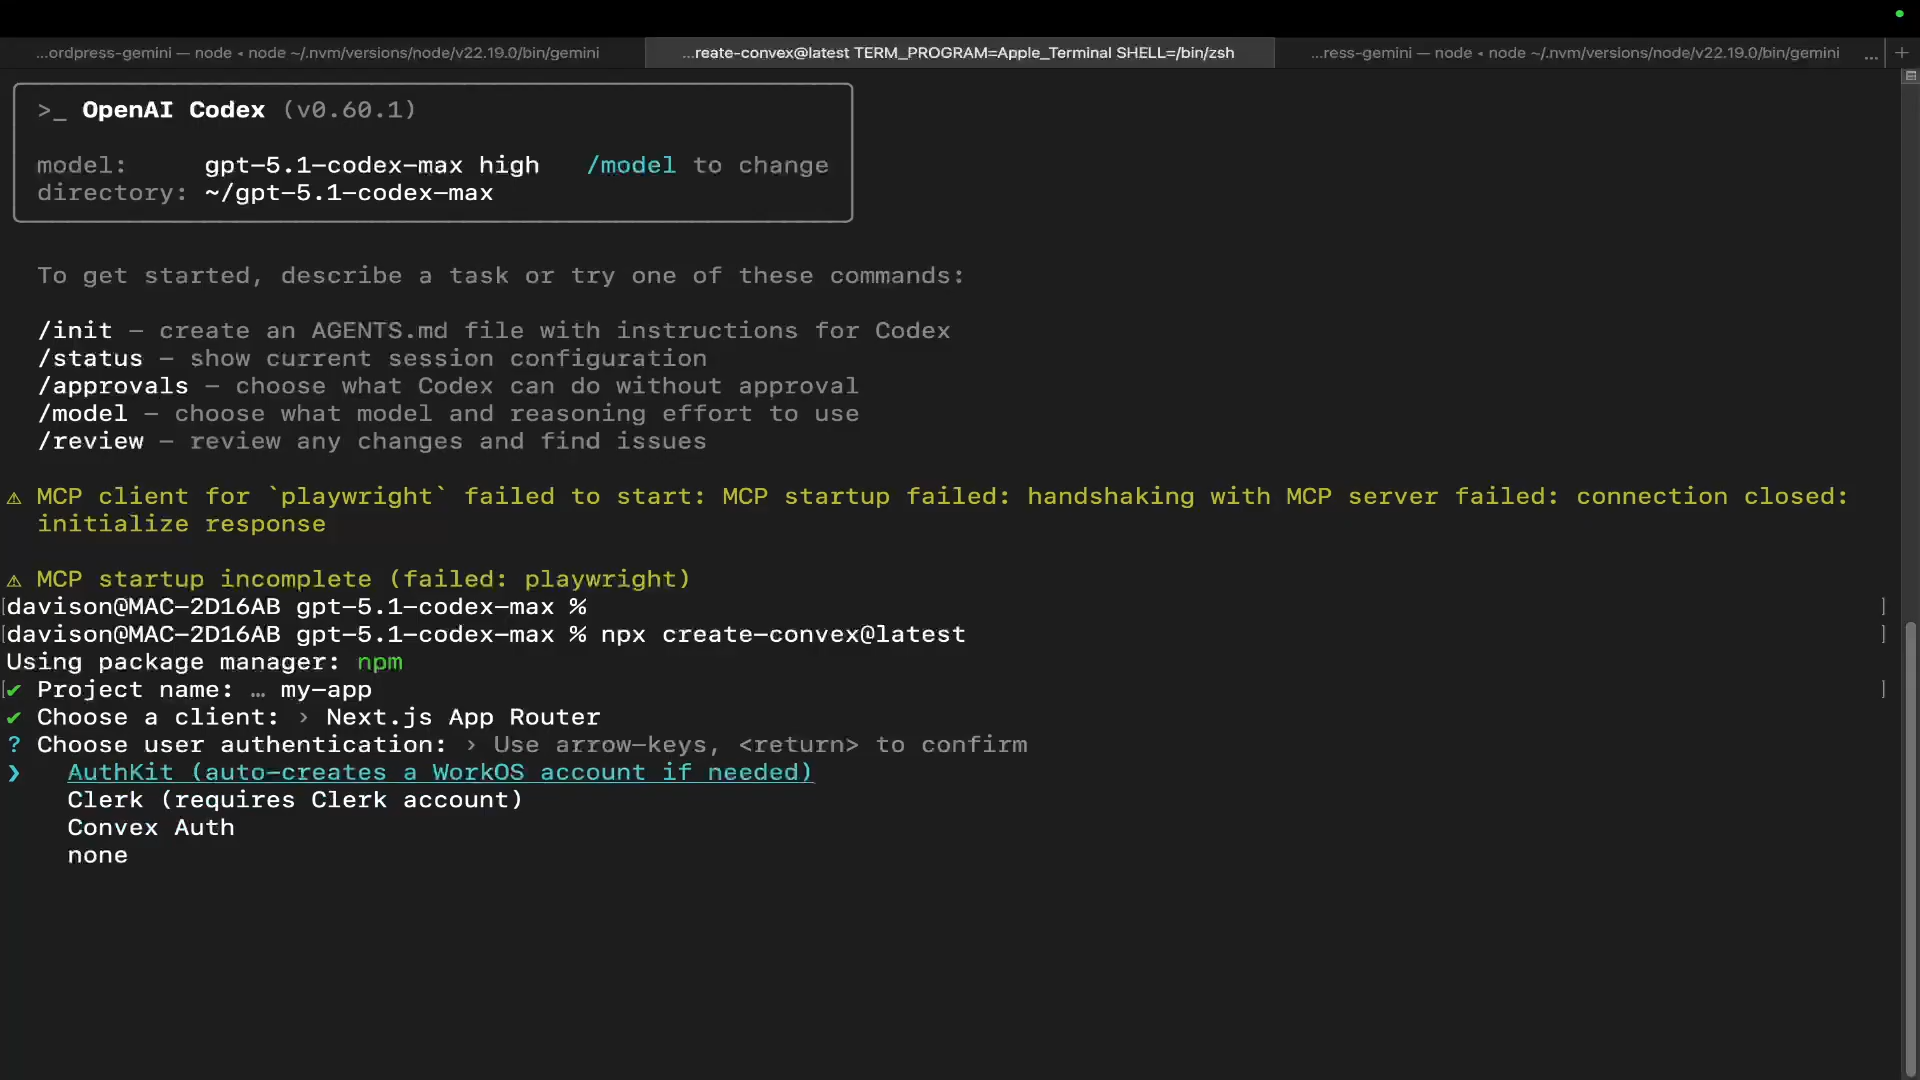 ...ordpress-gemini — node ◂ node ~/.nvm/versions/node/v22.19.0/bin/gemini
...reate-convex@latest TERM_PROGRAM=Apple_Terminal SHELL=/bin/zsh
...ress-gemini — node ◂ node ~/.nvm/versions/node/v22.19.0/bin/gemini ...
>_ OpenAI Codex (v0.60.1)
model: gpt-5.1-codex-max high /model to change
directory: ~/gpt-5.1-codex-max
To get started, describe a task or try one of these commands:
/init – create an AGENTS.md file with instructions for Codex
/status – show current session configuration
/approvals – choose what Codex can do without approval
/model – choose what model and reasoning effort to use
/review – review any changes and find issues
⚠ MCP client for `playwright` failed to start: MCP startup failed: handshaking with MCP server failed: connection closed:
initialize response
⚠ MCP startup incomplete (failed: playwright)
[davison@MAC-2D16AB gpt-5.1-codex-max % ]
[davison@MAC-2D16AB gpt-5.1-codex-max % npx create-convex@latest ]
Using package manager: npm
[✔ Project name: … my-app ]
✔ Choose a client: › Next.js App Router
? Choose user authentication: › Use arrow-keys, <return> to confirm
❯ AuthKit (auto-creates a WorkOS account if needed)
Clerk (requires Clerk account)
Convex Auth
none